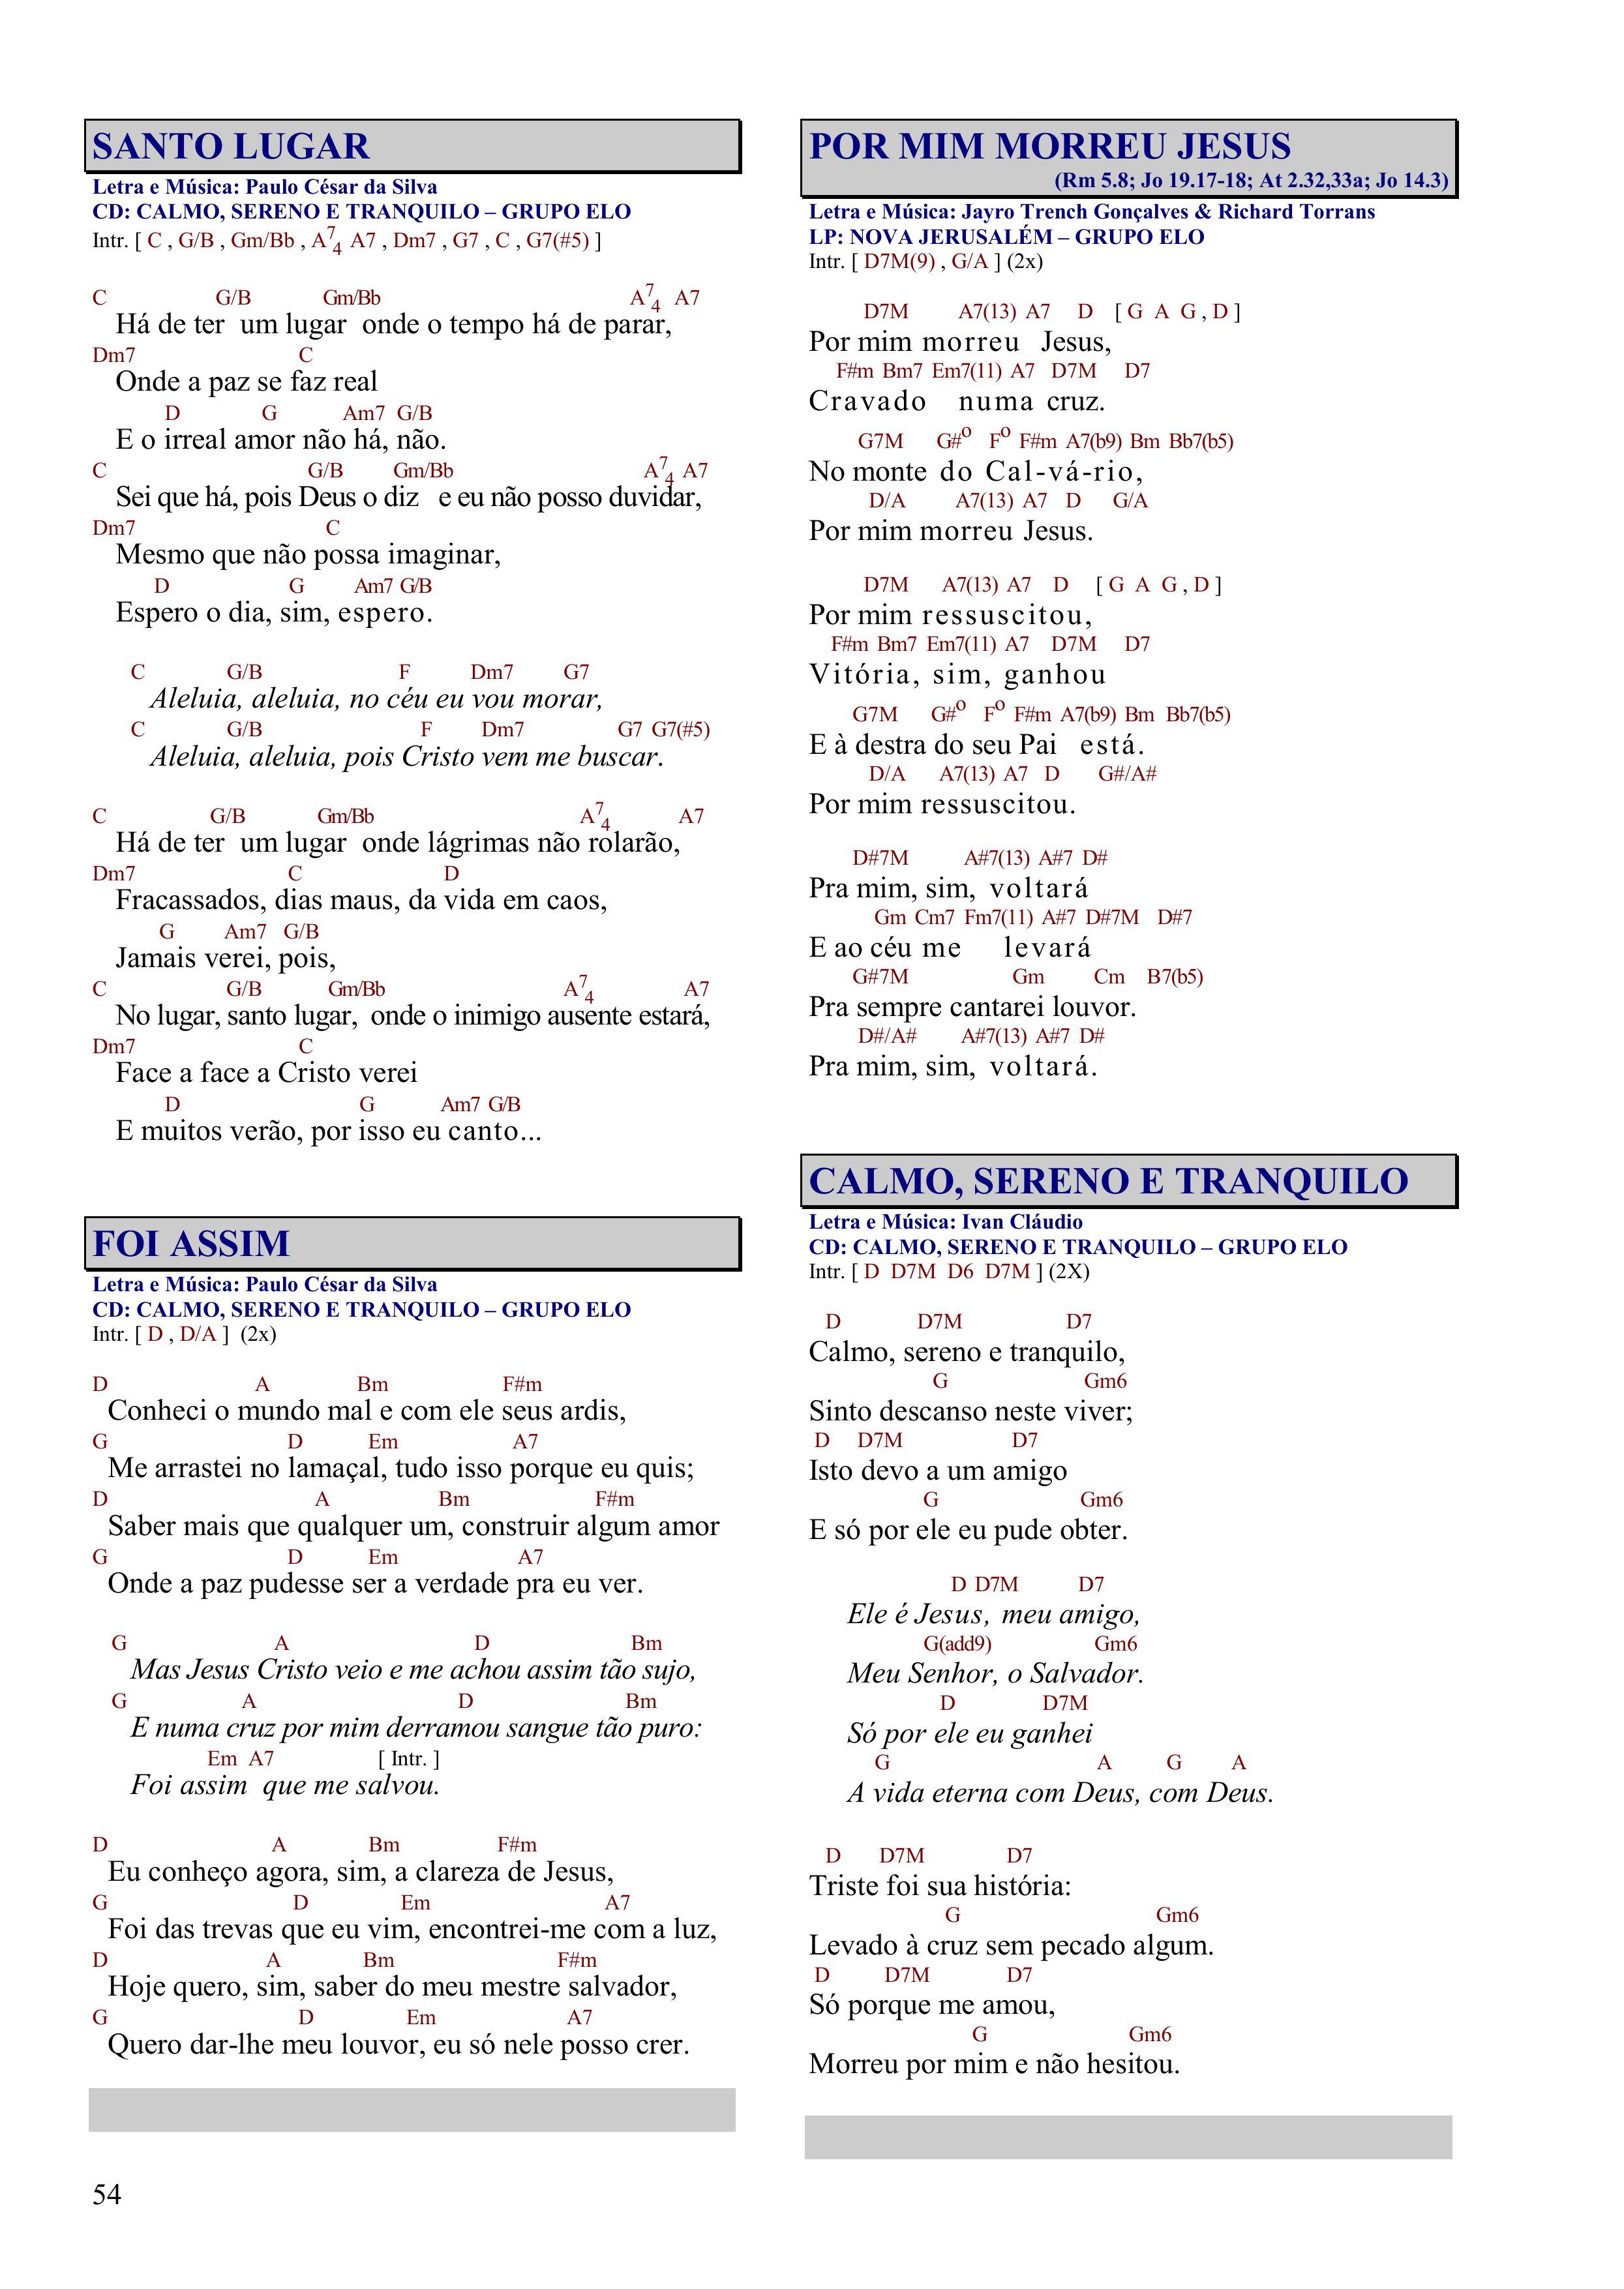 SANTO LUGAR
Letra e Música: Paulo César da Silva
CD: CALMO, SERENO E TRANQUILO – GRUPO ELO
Intr. [ C , G/B , Gm/Bb , A7 4 A7 , Dm7 , G7 , C , G7(#5) ]
C G/B Gm/Bb A7 4 A7
Há de ter um lugar onde o tempo há de parar,
Dm7 C
Onde a paz se faz real
D G Am7 G/B
E o irreal amor não há, não.
C G/B Gm/Bb A7 4 A7
Sei que há, pois Deus o diz e eu não posso duvidar,
Dm7 C
Mesmo que não possa imaginar,
D G Am7 G/B
Espero o dia, sim, espero.
C G/B F Dm7 G7
Aleluia, aleluia, no céu eu vou morar,
C G/B F Dm7 G7 G7(#5)
Aleluia, aleluia, pois Cristo vem me buscar.
C G/B Gm/Bb A7 4 A7
Há de ter um lugar onde lágrimas não rolarão,
Dm7 C D
Fracassados, dias maus, da vida em caos,
G Am7 G/B
Jamais verei, pois,
C G/B Gm/Bb A7 4 A7
No lugar, santo lugar, onde o inimigo ausente estará,
Dm7 C
Face a face a Cristo verei
D G Am7 G/B
E muitos verão, por isso eu canto...
FOI ASSIM
Letra e Música: Paulo César da Silva
CD: CALMO, SERENO E TRANQUILO – GRUPO ELO
Intr. [ D , D/A ] (2x)
D A Bm F#m
Conheci o mundo mal e com ele seus ardis,
G D Em A7
Me arrastei no lamaçal, tudo isso porque eu quis;
D A Bm F#m
Saber mais que qualquer um, construir algum amor
G D Em A7
Onde a paz pudesse ser a verdade pra eu ver.
G A D Bm
Mas Jesus Cristo veio e me achou assim tão sujo,
G A D Bm
E numa cruz por mim derramou sangue tão puro:
Em A7 [ Intr. ]
Foi assim que me salvou.
D A Bm F#m
Eu conheço agora, sim, a clareza de Jesus,
G D Em A7
Foi das trevas que eu vim, encontrei-me com a luz,
D A Bm F#m
Hoje quero, sim, saber do meu mestre salvador,
G D Em A7
Quero dar-lhe meu louvor, eu só nele posso crer.
54
POR MIM MORREU JESUS
(Rm 5.8; Jo 19.17-18; At 2.32,33a; Jo 14.3)
Letra e Música: Jayro Trench Gonçalves & Richard Torrans
LP: NOVA JERUSALÉM – GRUPO ELO
Intr. [ D7M(9) , G/A ] (2x)
D7M A7(13) A7 D [ G A G , D ]
Por mim morreu Jesus,
F#m Bm7 Em7(11) A7 D7M D7
Cravado numa cruz.
G7M G#º Fº F#m A7(b9) Bm Bb7(b5)
No monte do Cal-vá-rio,
D/A A7(13) A7 D G/A
Por mim morreu Jesus.
D7M A7(13) A7 D [ G A G , D ]
Por mim ressuscitou,
F#m Bm7 Em7(11) A7 D7M D7
Vitória, sim, ganhou
G7M G#º Fº F#m A7(b9) Bm Bb7(b5)
E à destra do seu Pai está.
D/A A7(13) A7 D G#/A#
Por mim ressuscitou.
D#7M A#7(13) A#7 D#
Pra mim, sim, voltará
Gm Cm7 Fm7(11) A#7 D#7M D#7
E ao céu me levará
G#7M Gm Cm B7(b5)
Pra sempre cantarei louvor.
D#/A# A#7(13) A#7 D#
Pra mim, sim, voltará.
CALMO, SERENO E TRANQUILO
Letra e Música: Ivan Cláudio
CD: CALMO, SERENO E TRANQUILO – GRUPO ELO
Intr. [ D D7M D6 D7M ] (2X)
D D7M D7
Calmo, sereno e tranquilo,
G Gm6
Sinto descanso neste viver;
D D7M D7
Isto devo a um amigo
G Gm6
E só por ele eu pude obter.
D D7M D7
Ele é Jesus, meu amigo,
G(add9) Gm6
Meu Senhor, o Salvador.
D D7M
Só por ele eu ganhei
G A G A
A vida eterna com Deus, com Deus.
D D7M D7
Triste foi sua história:
G Gm6
Levado à cruz sem pecado algum.
D D7M D7
Só porque me amou,
G Gm6
Morreu por mim e não hesitou.